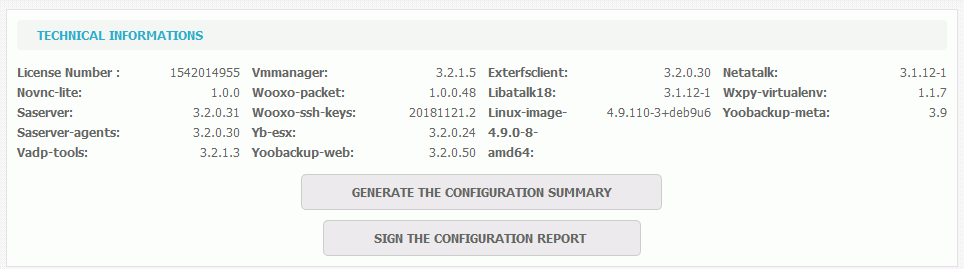 TECHNICAL INFORMATIONS
License Number : 1542014955 Vmmanager: 3.2.1.5 Exterfsclient: 3.2.0.30 Netatalk: 3.1.12-1
Novnc-lite: 1.0.0 Wooxo-packet: 1.0.0.48 Libatalk18: 3.1.12-1 Wxpy-virtualenv: 1.1.7
Saserver: 3.2.0.31 Wooxo-ssh-keys: 20181121.2 Linux-image- 4.9.110-3+deb9u6 Yoobackup-meta: 3.9
Saserver-agents: 3.2.0.30 Yb-esx: 3.2.0.24 4.9.0-8-
Vadp-tools: 3.2.1.3 Yoobackup-web: 3.2.0.50 amd64:
GENERATE THE CONFIGURATION SUMMARY
SIGN THE CONFIGURATION REPORT